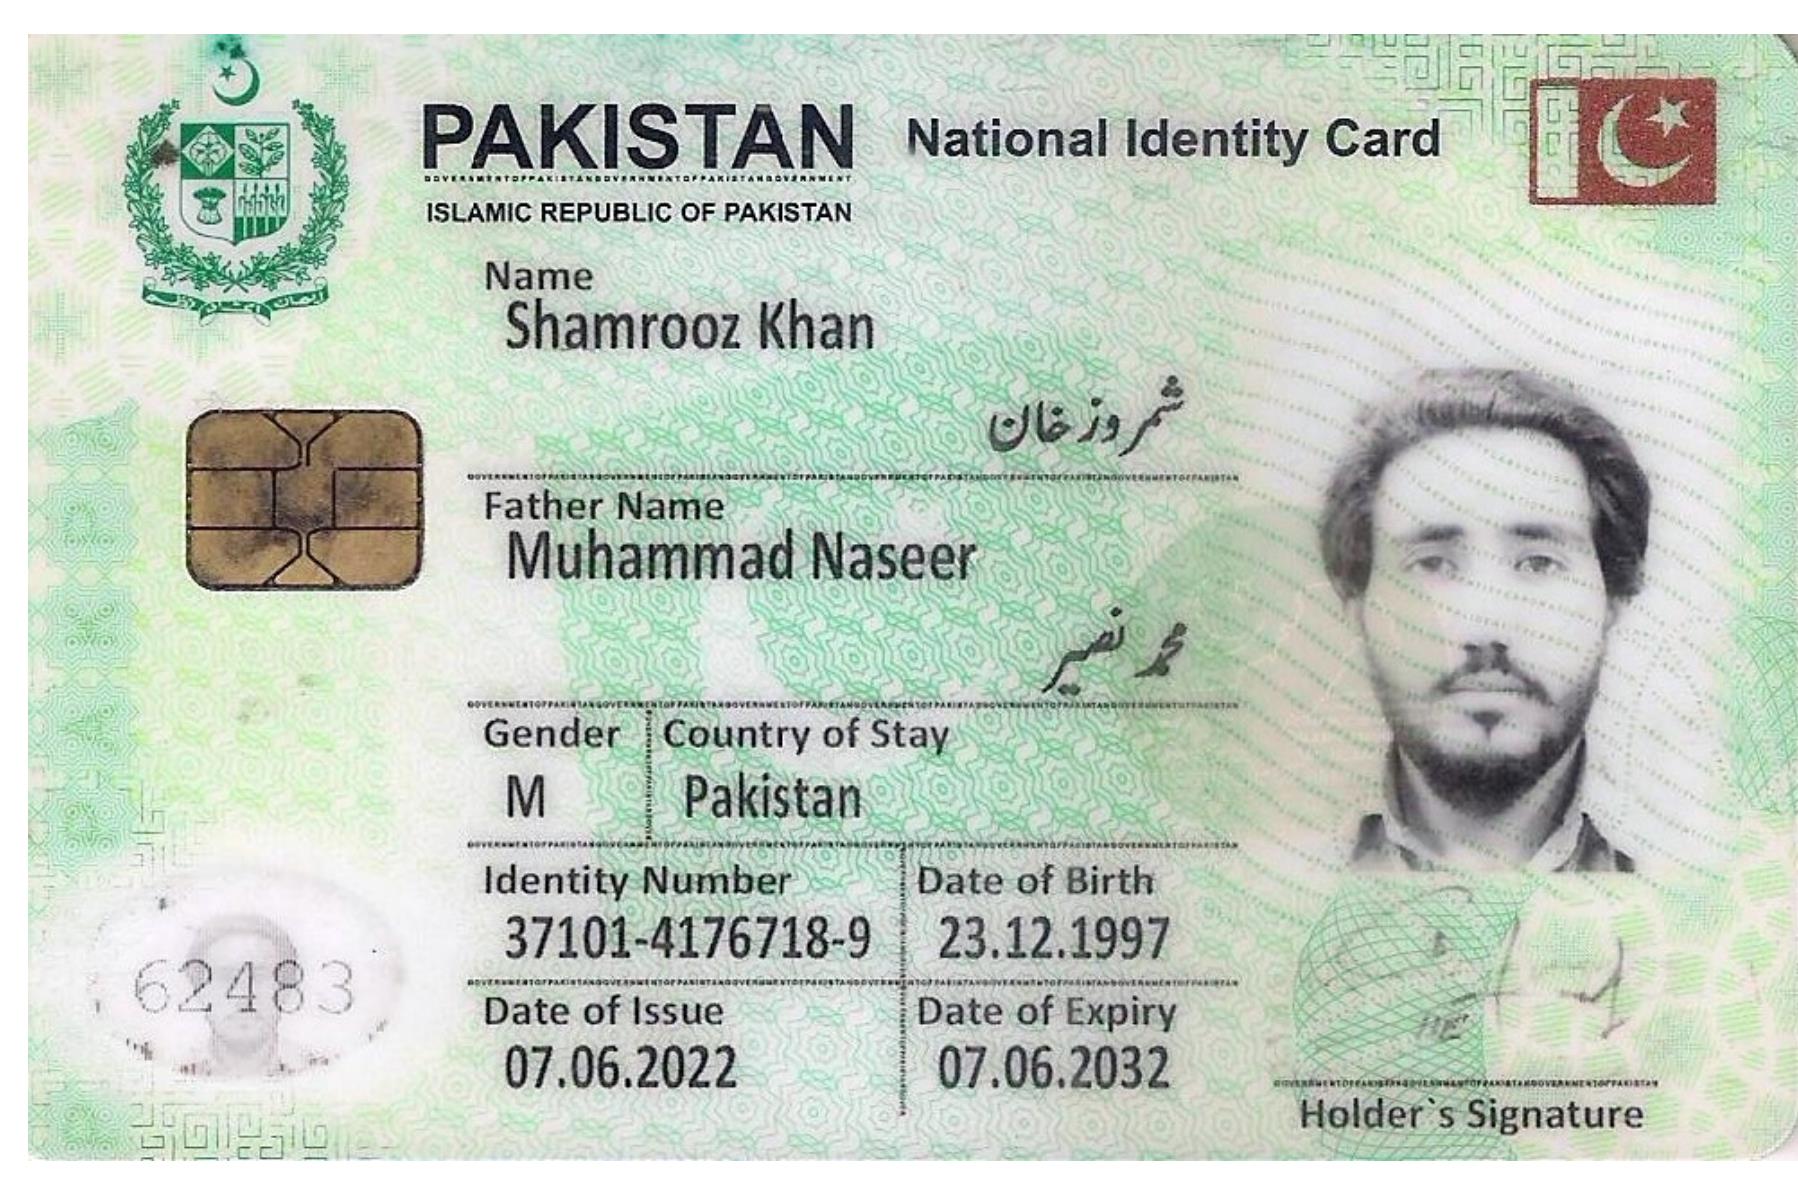 PAKISTAN National Identity Card
ISLAMIC REPUBLIC OF PAKISTAN
Name
Shamrooz Khan
شمروز خان
Father Name
Muhammad Naseer
محمد نصیر
Gender Country of Stay
M Pakistan
Identity Number Date of Birth
37101-4176718-9 23.12.1997
62483
Date of Issue Date of Expiry
07.06.2022 07.06.2032
Holder`s Signature